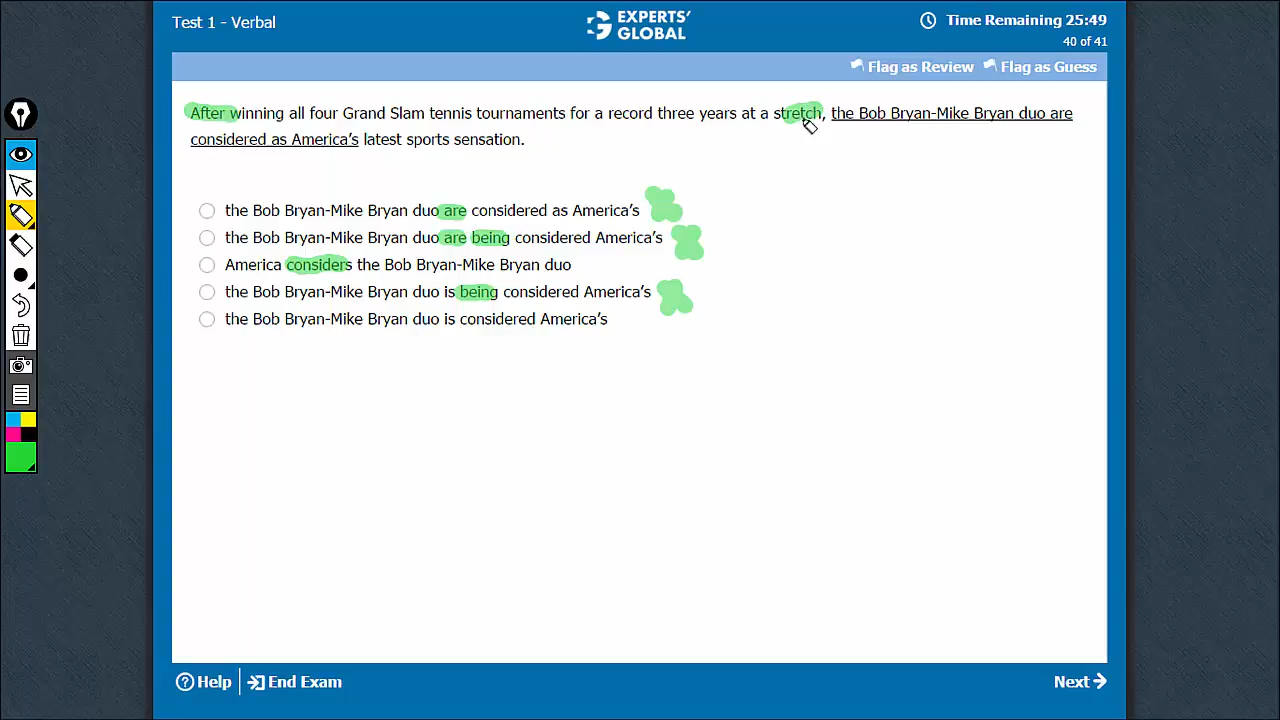 Test 1 - Verbal
EXPERTS'
GLOBAL
Time Remaining 25:49
40 of 41
Flag as Review
Flag as Guess
After winning all four Grand Slam tennis tournaments for a record three years at a stretch, the Bob Bryan-Mike Bryan duo are
considered as America's latest sports sensation.
the Bob Bryan-Mike Bryan duo are considered as America's
the Bob Bryan-Mike Bryan duo are being considered America's
America considers the Bob Bryan-Mike Bryan duo
the Bob Bryan-Mike Bryan duo is being considered America's
the Bob Bryan-Mike Bryan duo is considered America's
Help
End Exam
Next